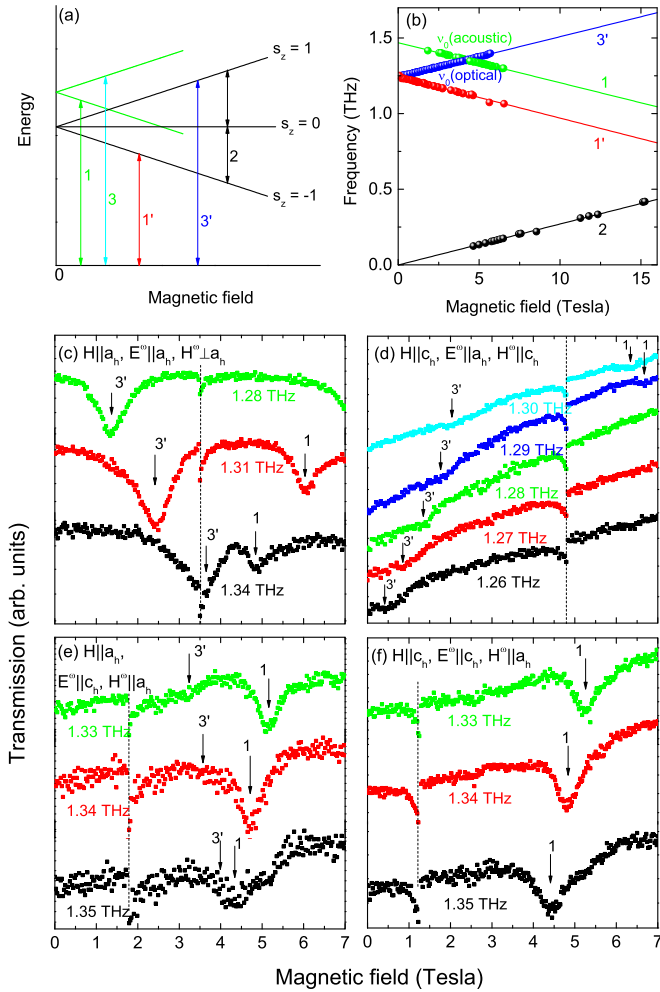 (a)
Energy
s_z = 1
s_z = 0
s_z = -1
1
3
1'
3'
2
0
Magnetic field
(b)
Frequency (THz)
1.5
1.0
0.5
0.0
ν₀(acoustic)
ν₀(optical)
3'
1
1'
2
0 5 10 15
Magnetic field (Tesla)
Transmission (arb. units)
(c) H||a_h, E^ω||a_h, H^ω⊥a_h
3'
1.28 THz
3'
1
1.31 THz
3'
1
1.34 THz
(d) H||c_h, E^ω||a_h, H^ω||c_h
1
1
3'
1.30 THz
3'
1.29 THz
3'
1.28 THz
3'
1.27 THz
3'
1.26 THz
(e) H||a_h,
E^ω||c_h, H^ω||a_h
3'
1
1.33 THz
3'
1
1.34 THz
3'
1
1.35 THz
0 1 2 3 4 5 6 7
(f) H||c_h, E^ω||c_h, H^ω||a_h
1
1.33 THz
1
1.34 THz
1
1.35 THz
0 1 2 3 4 5 6 7
Magnetic field (Tesla)